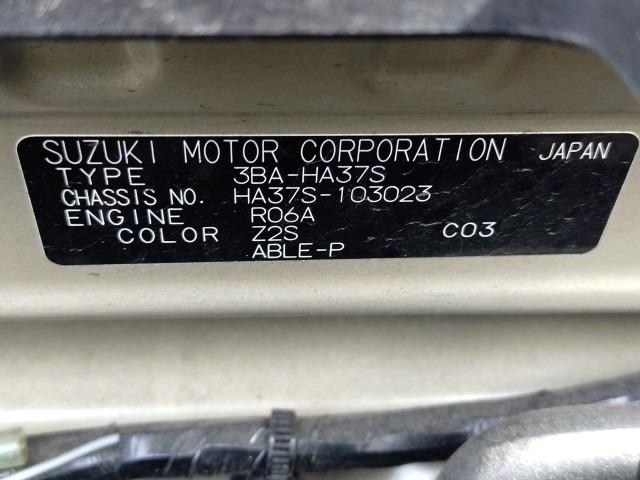 SUZUKI MOTOR CORPORATION JAPAN
TYPE 3BA-HA37S
CHASSIS NO. HA37S-103023
ENGINE R06A
COLOR Z2S C03
ABLE-P